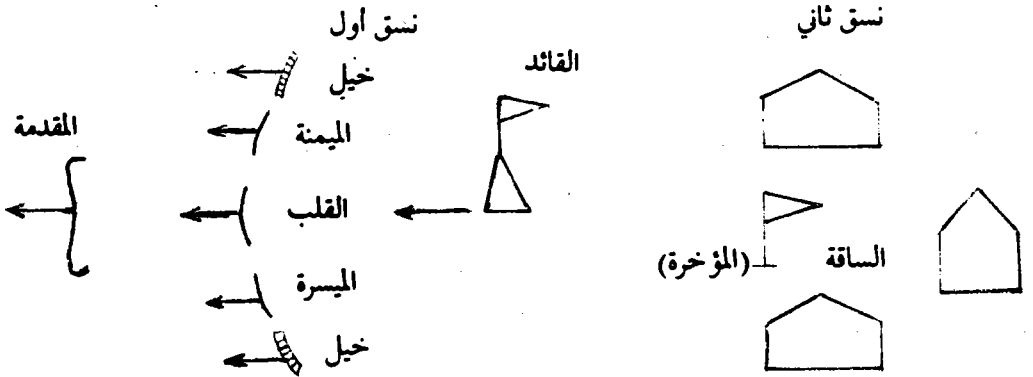 نسق ثاني
نسق أول
القائد
خيل
الميمنة
المقدمة
القلب
الساقة
(المؤخرة)
الميسرة
خيل